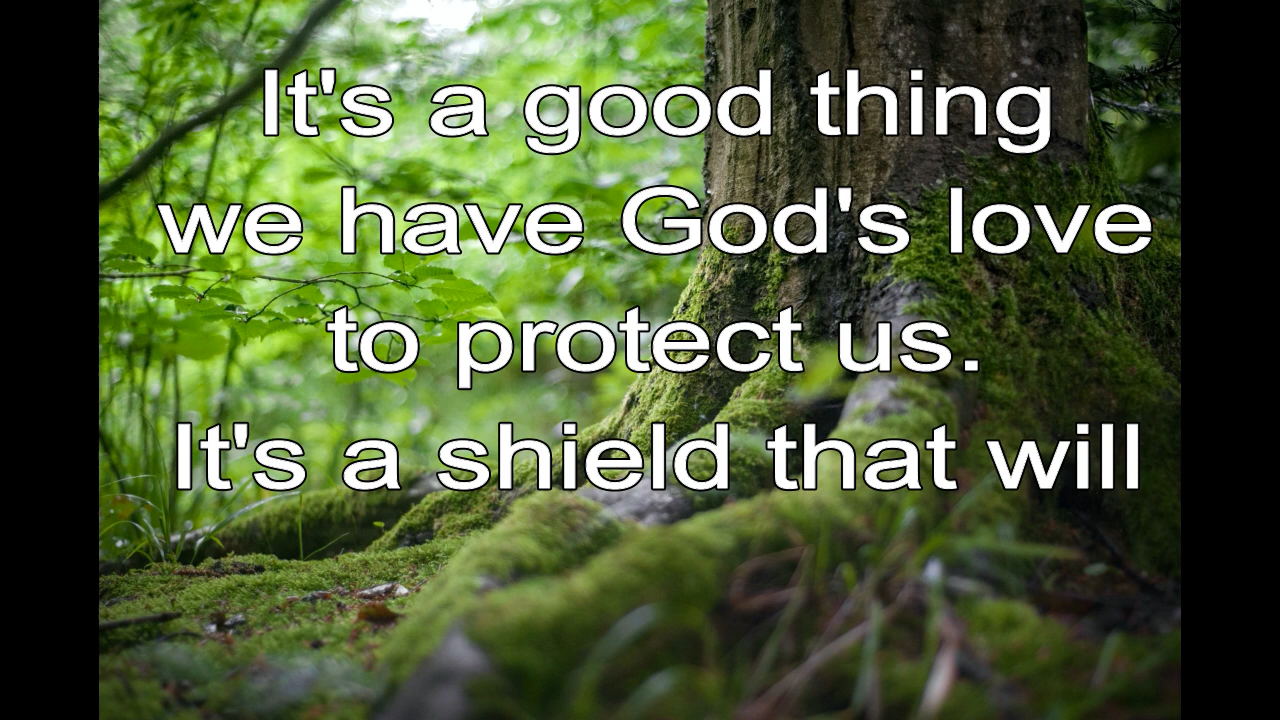 It's a good thing
we have God's love
to protect us.
It's a shield that will